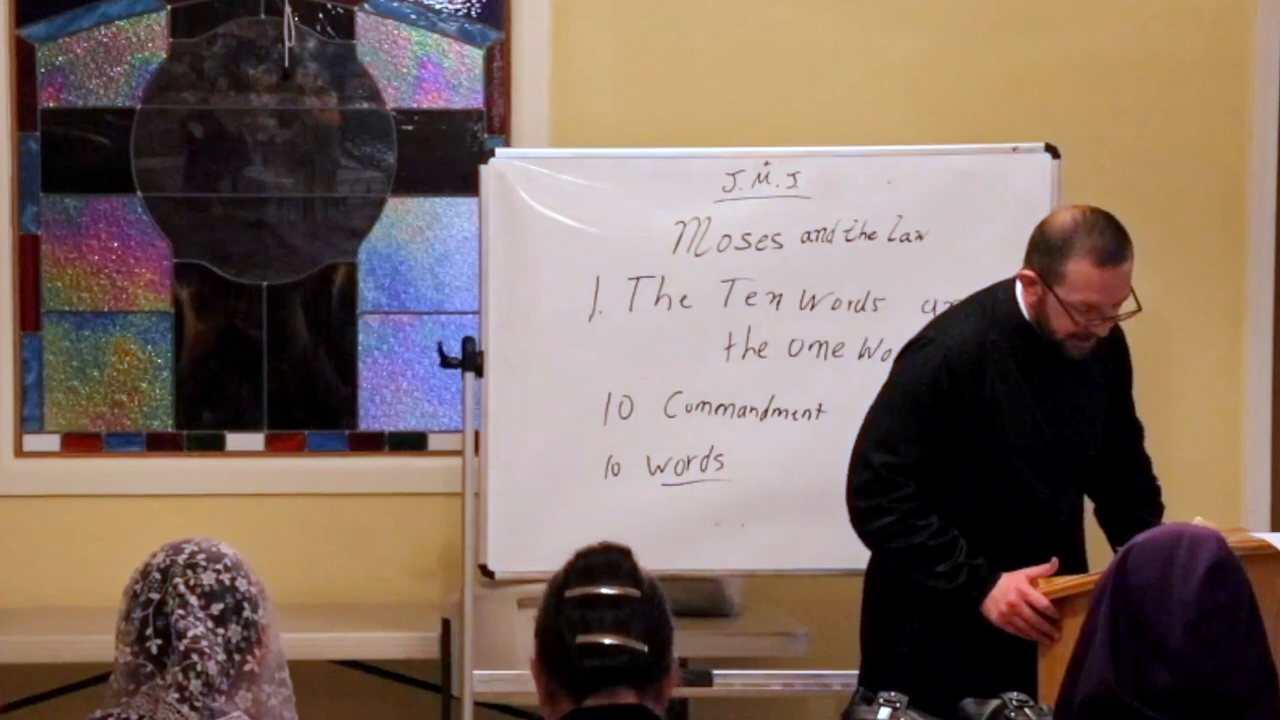 J.M.J.
Moses and the Law
1. The Ten Words
the one
10 Commandment
10 Words